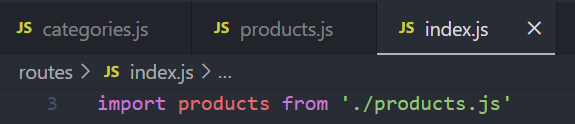 JS categories.js JS products.js JS index.js ×
routes > JS index.js > ...
3 import products from './products.js'